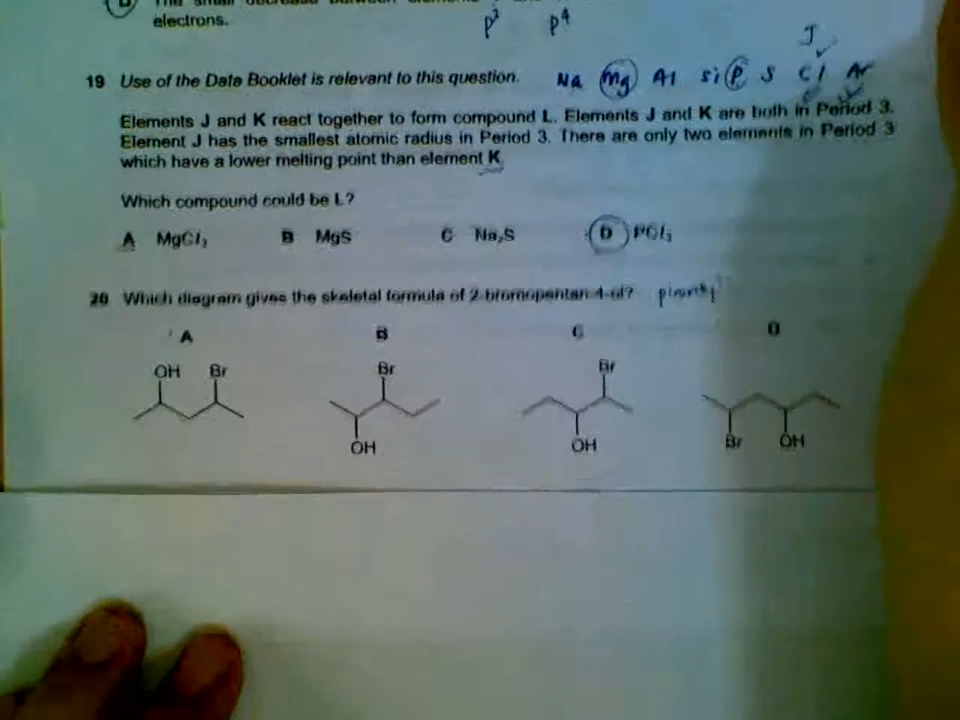 electrons.
p³ p⁴
J
19 Use of the Data Booklet is relevant to this question.
Na Mg Al Si P S Cl Ar
Elements J and K react together to form compound L. Elements J and K are both in Period 3.
Element J has the smallest atomic radius in Period 3. There are only two elements in Period 3
which have a lower melting point than element K.
Which compound could be L?
A MgCl₂ B MgS C Na₂S D PCl₃
20 Which diagram gives the skeletal formula of 2-bromopentan-4-ol?
A B C D
OH Br Br Br
OH OH Br OH